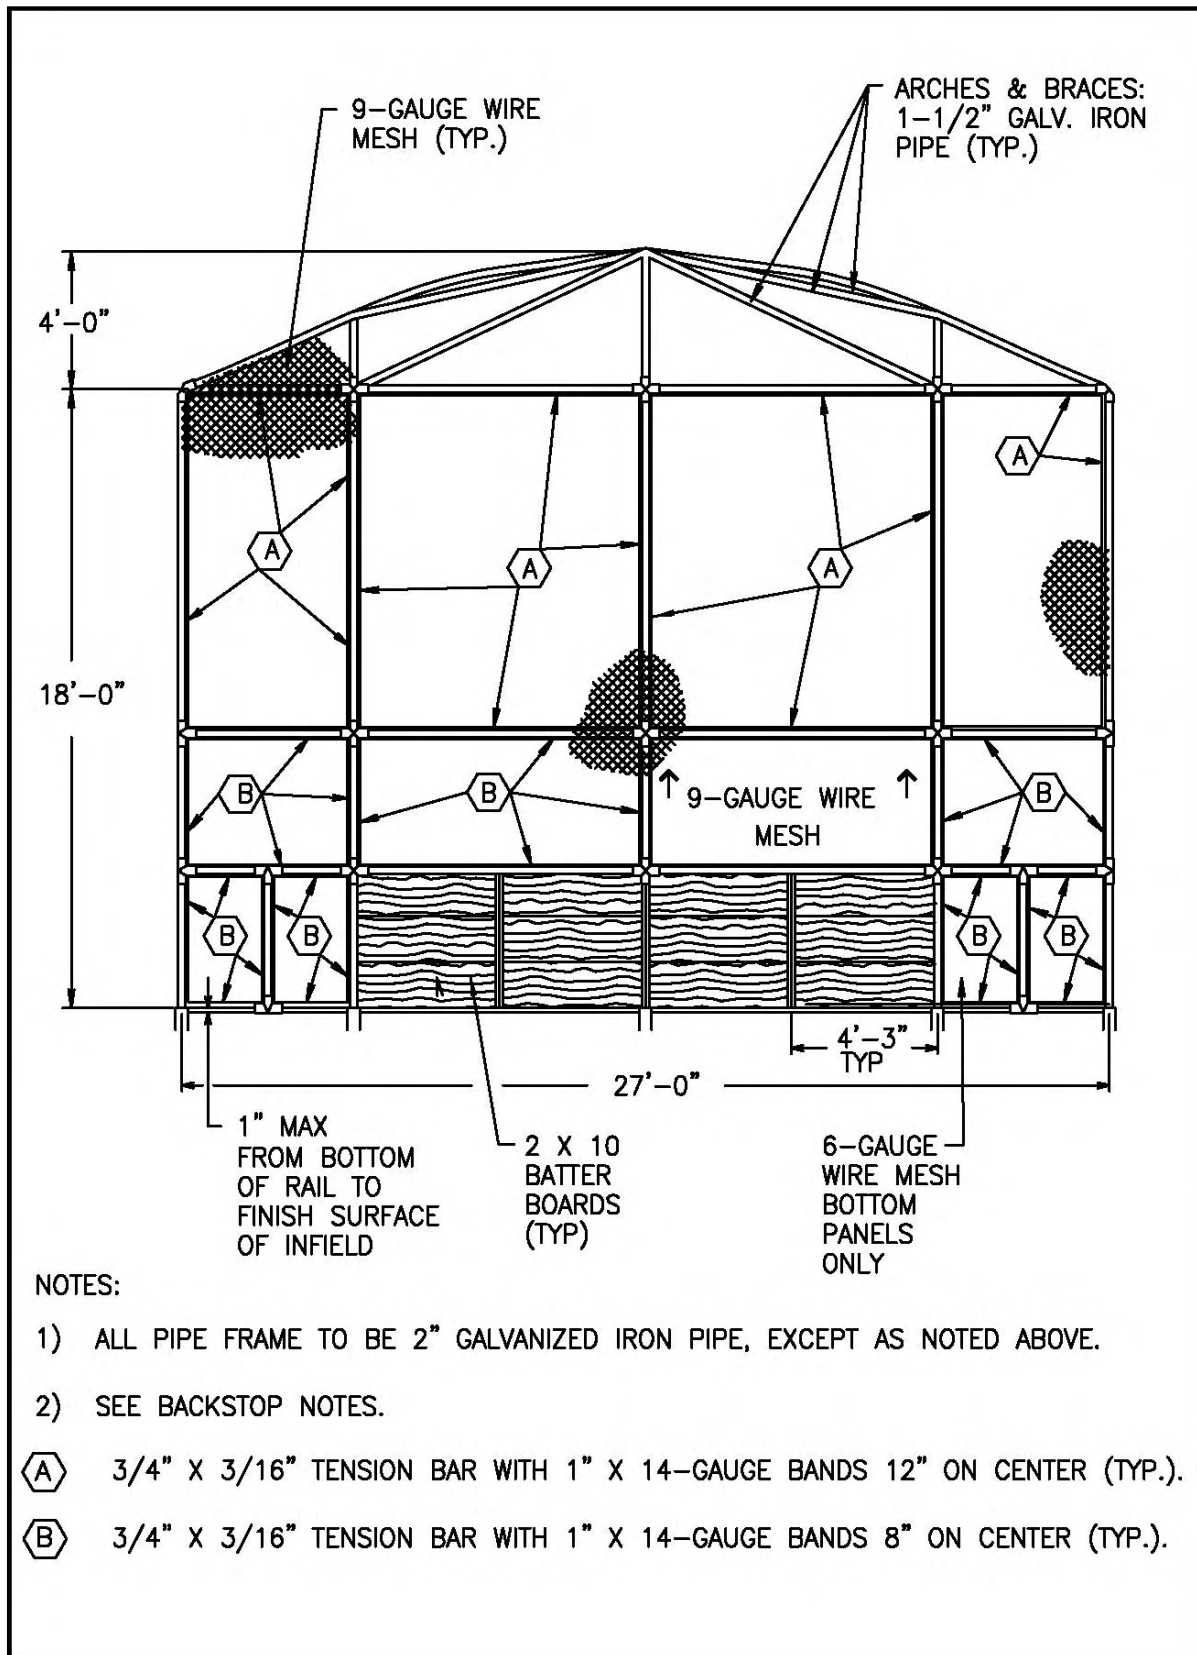 9-GAUGE WIRE
MESH (TYP.)
ARCHES & BRACES:
1-1/2" GALV. IRON
PIPE (TYP.)
4'-0"
A
A
A
A
18'-0"
B
B
B
9-GAUGE WIRE
MESH
B
B
B
B
4'-3"
TYP
27'-0"
1" MAX
FROM BOTTOM
OF RAIL TO
FINISH SURFACE
OF INFIELD
2 X 10
BATTER
BOARDS
(TYP)
6-GAUGE
WIRE MESH
BOTTOM
PANELS
ONLY
NOTES:
1) ALL PIPE FRAME TO BE 2" GALVANIZED IRON PIPE, EXCEPT AS NOTED ABOVE.
2) SEE BACKSTOP NOTES.
A 3/4" X 3/16" TENSION BAR WITH 1" X 14-GAUGE BANDS 12" ON CENTER (TYP.).
B 3/4" X 3/16" TENSION BAR WITH 1" X 14-GAUGE BANDS 8" ON CENTER (TYP.).